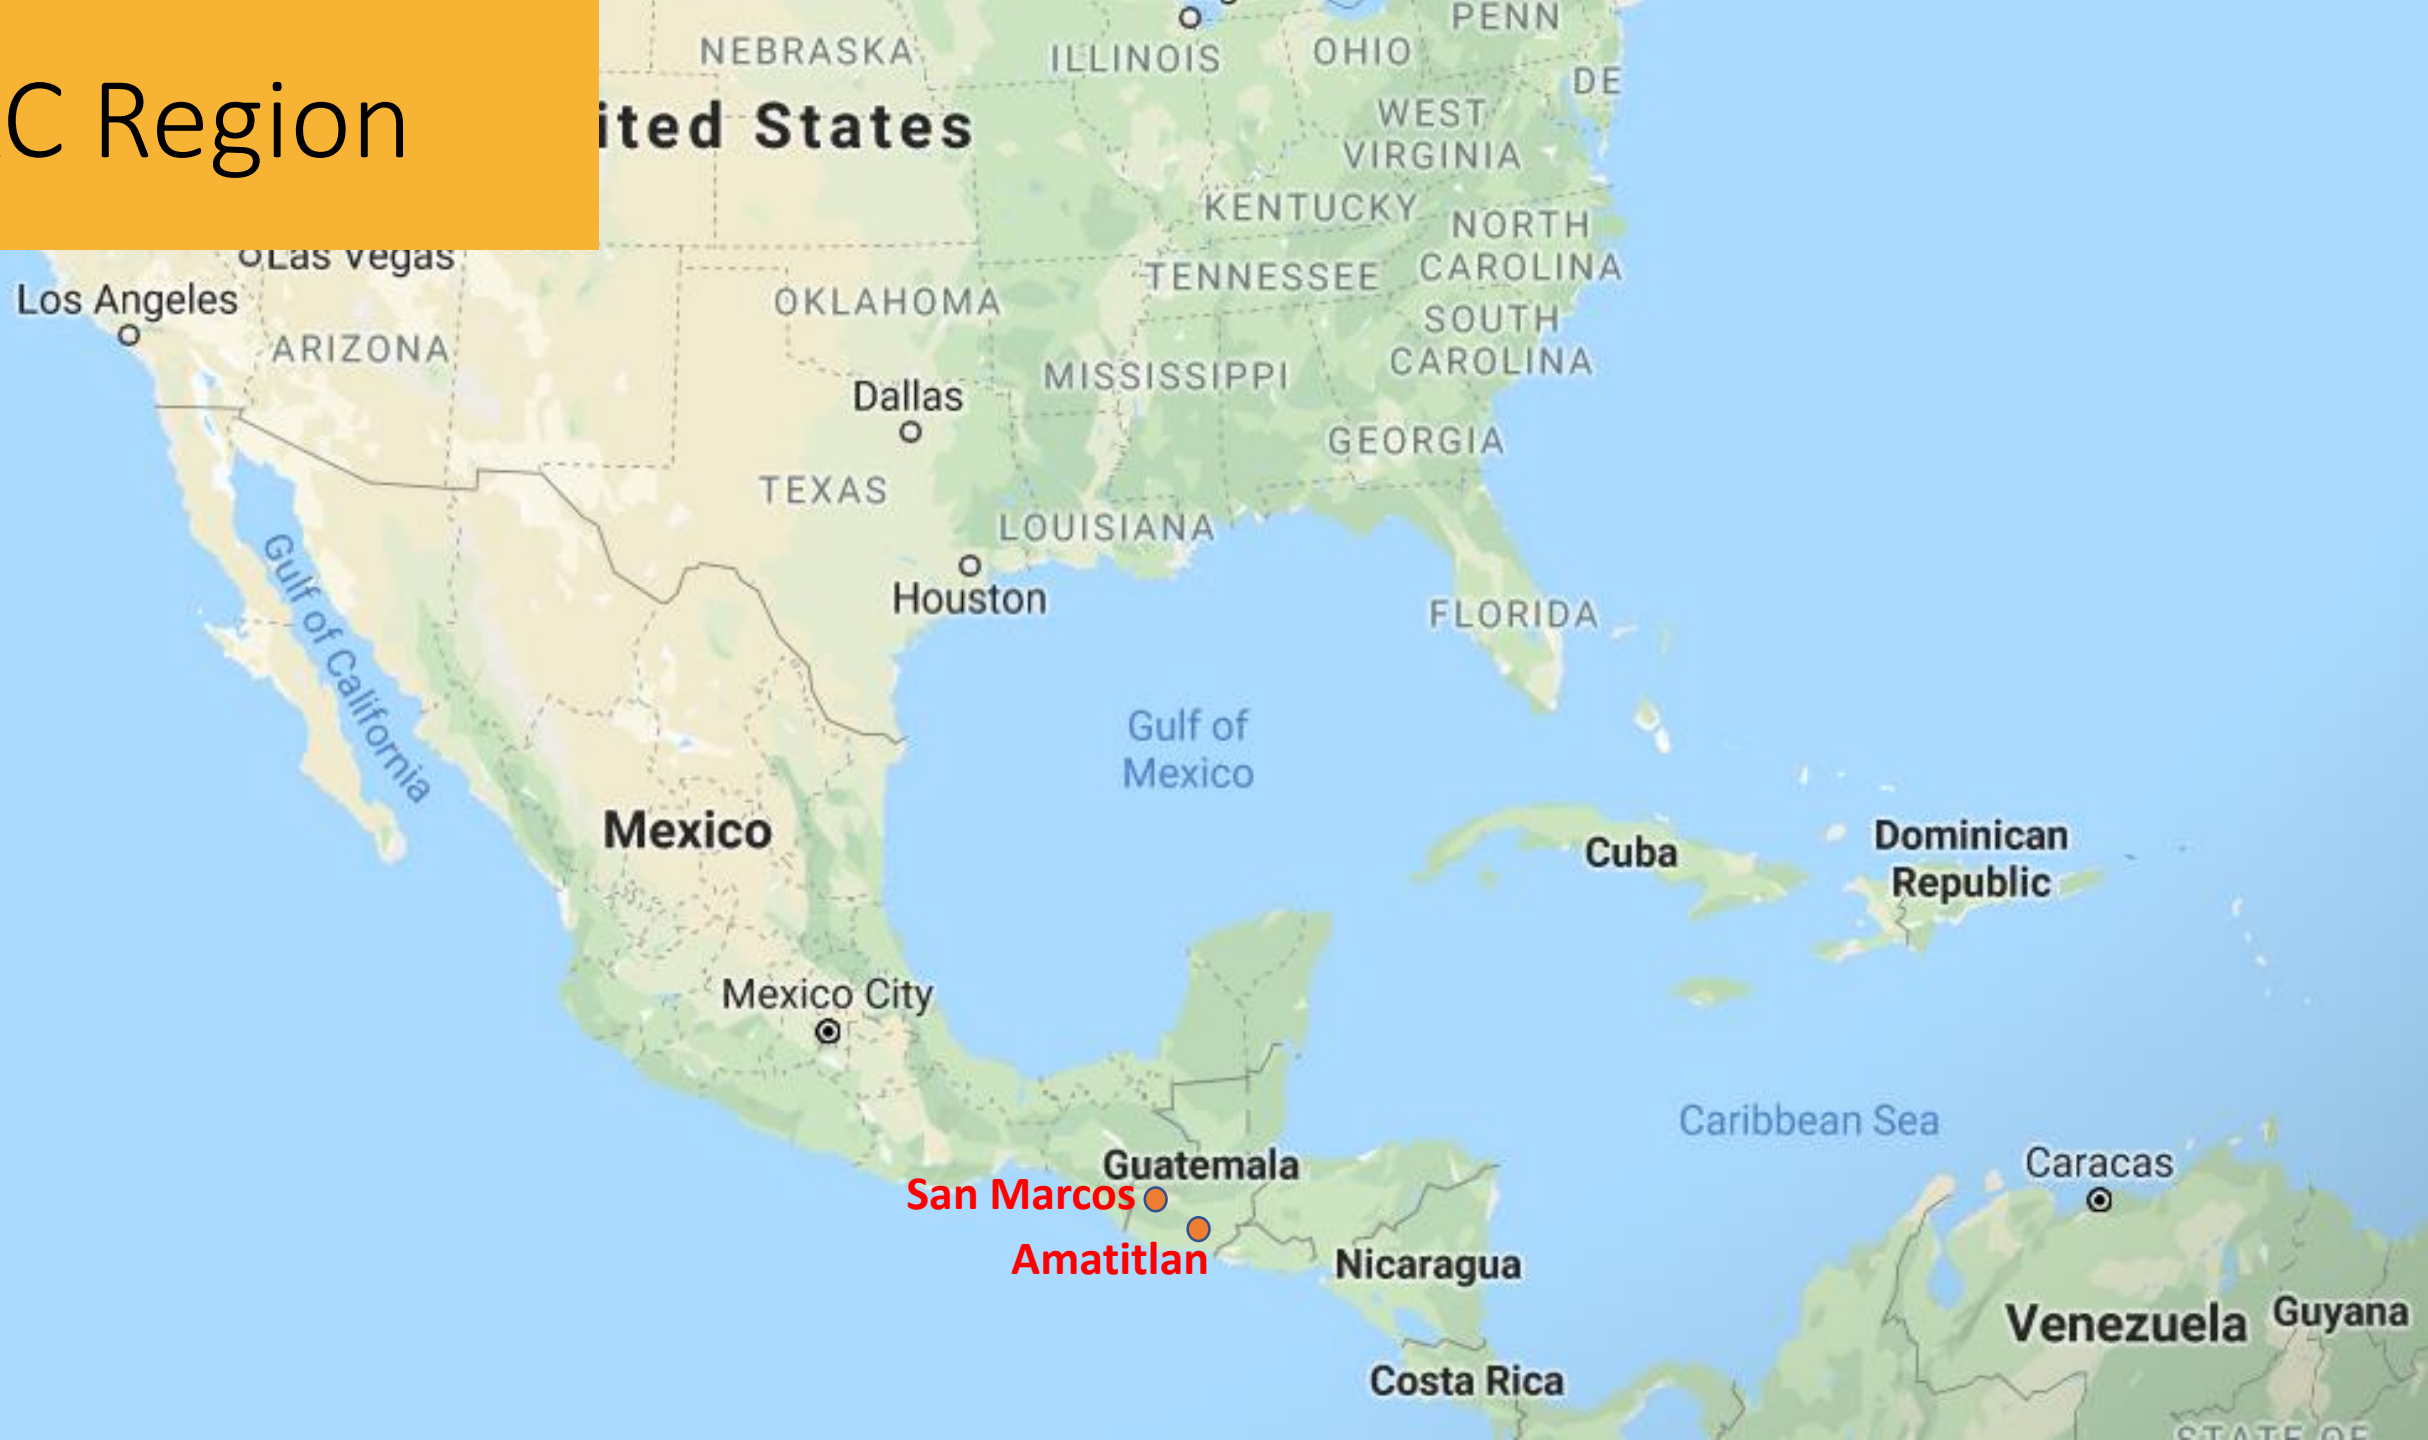 C Region
PENN
NEBRASKA
ILLINOIS
OHIO
DE
ited States
WEST
VIRGINIA
KENTUCKY
NORTH
CAROLINA
Las Vegas
TENNESSEE
Los Angeles
OKLAHOMA
SOUTH
CAROLINA
ARIZONA
MISSISSIPPI
Dallas
GEORGIA
TEXAS
LOUISIANA
Houston
FLORIDA
Gulf of California
Gulf of
Mexico
Mexico
Cuba
Dominican
Republic
Mexico City
Caribbean Sea
Guatemala
Caracas
San Marcos
Amatitlan
Nicaragua
Venezuela
Guyana
Costa Rica
STATE OF